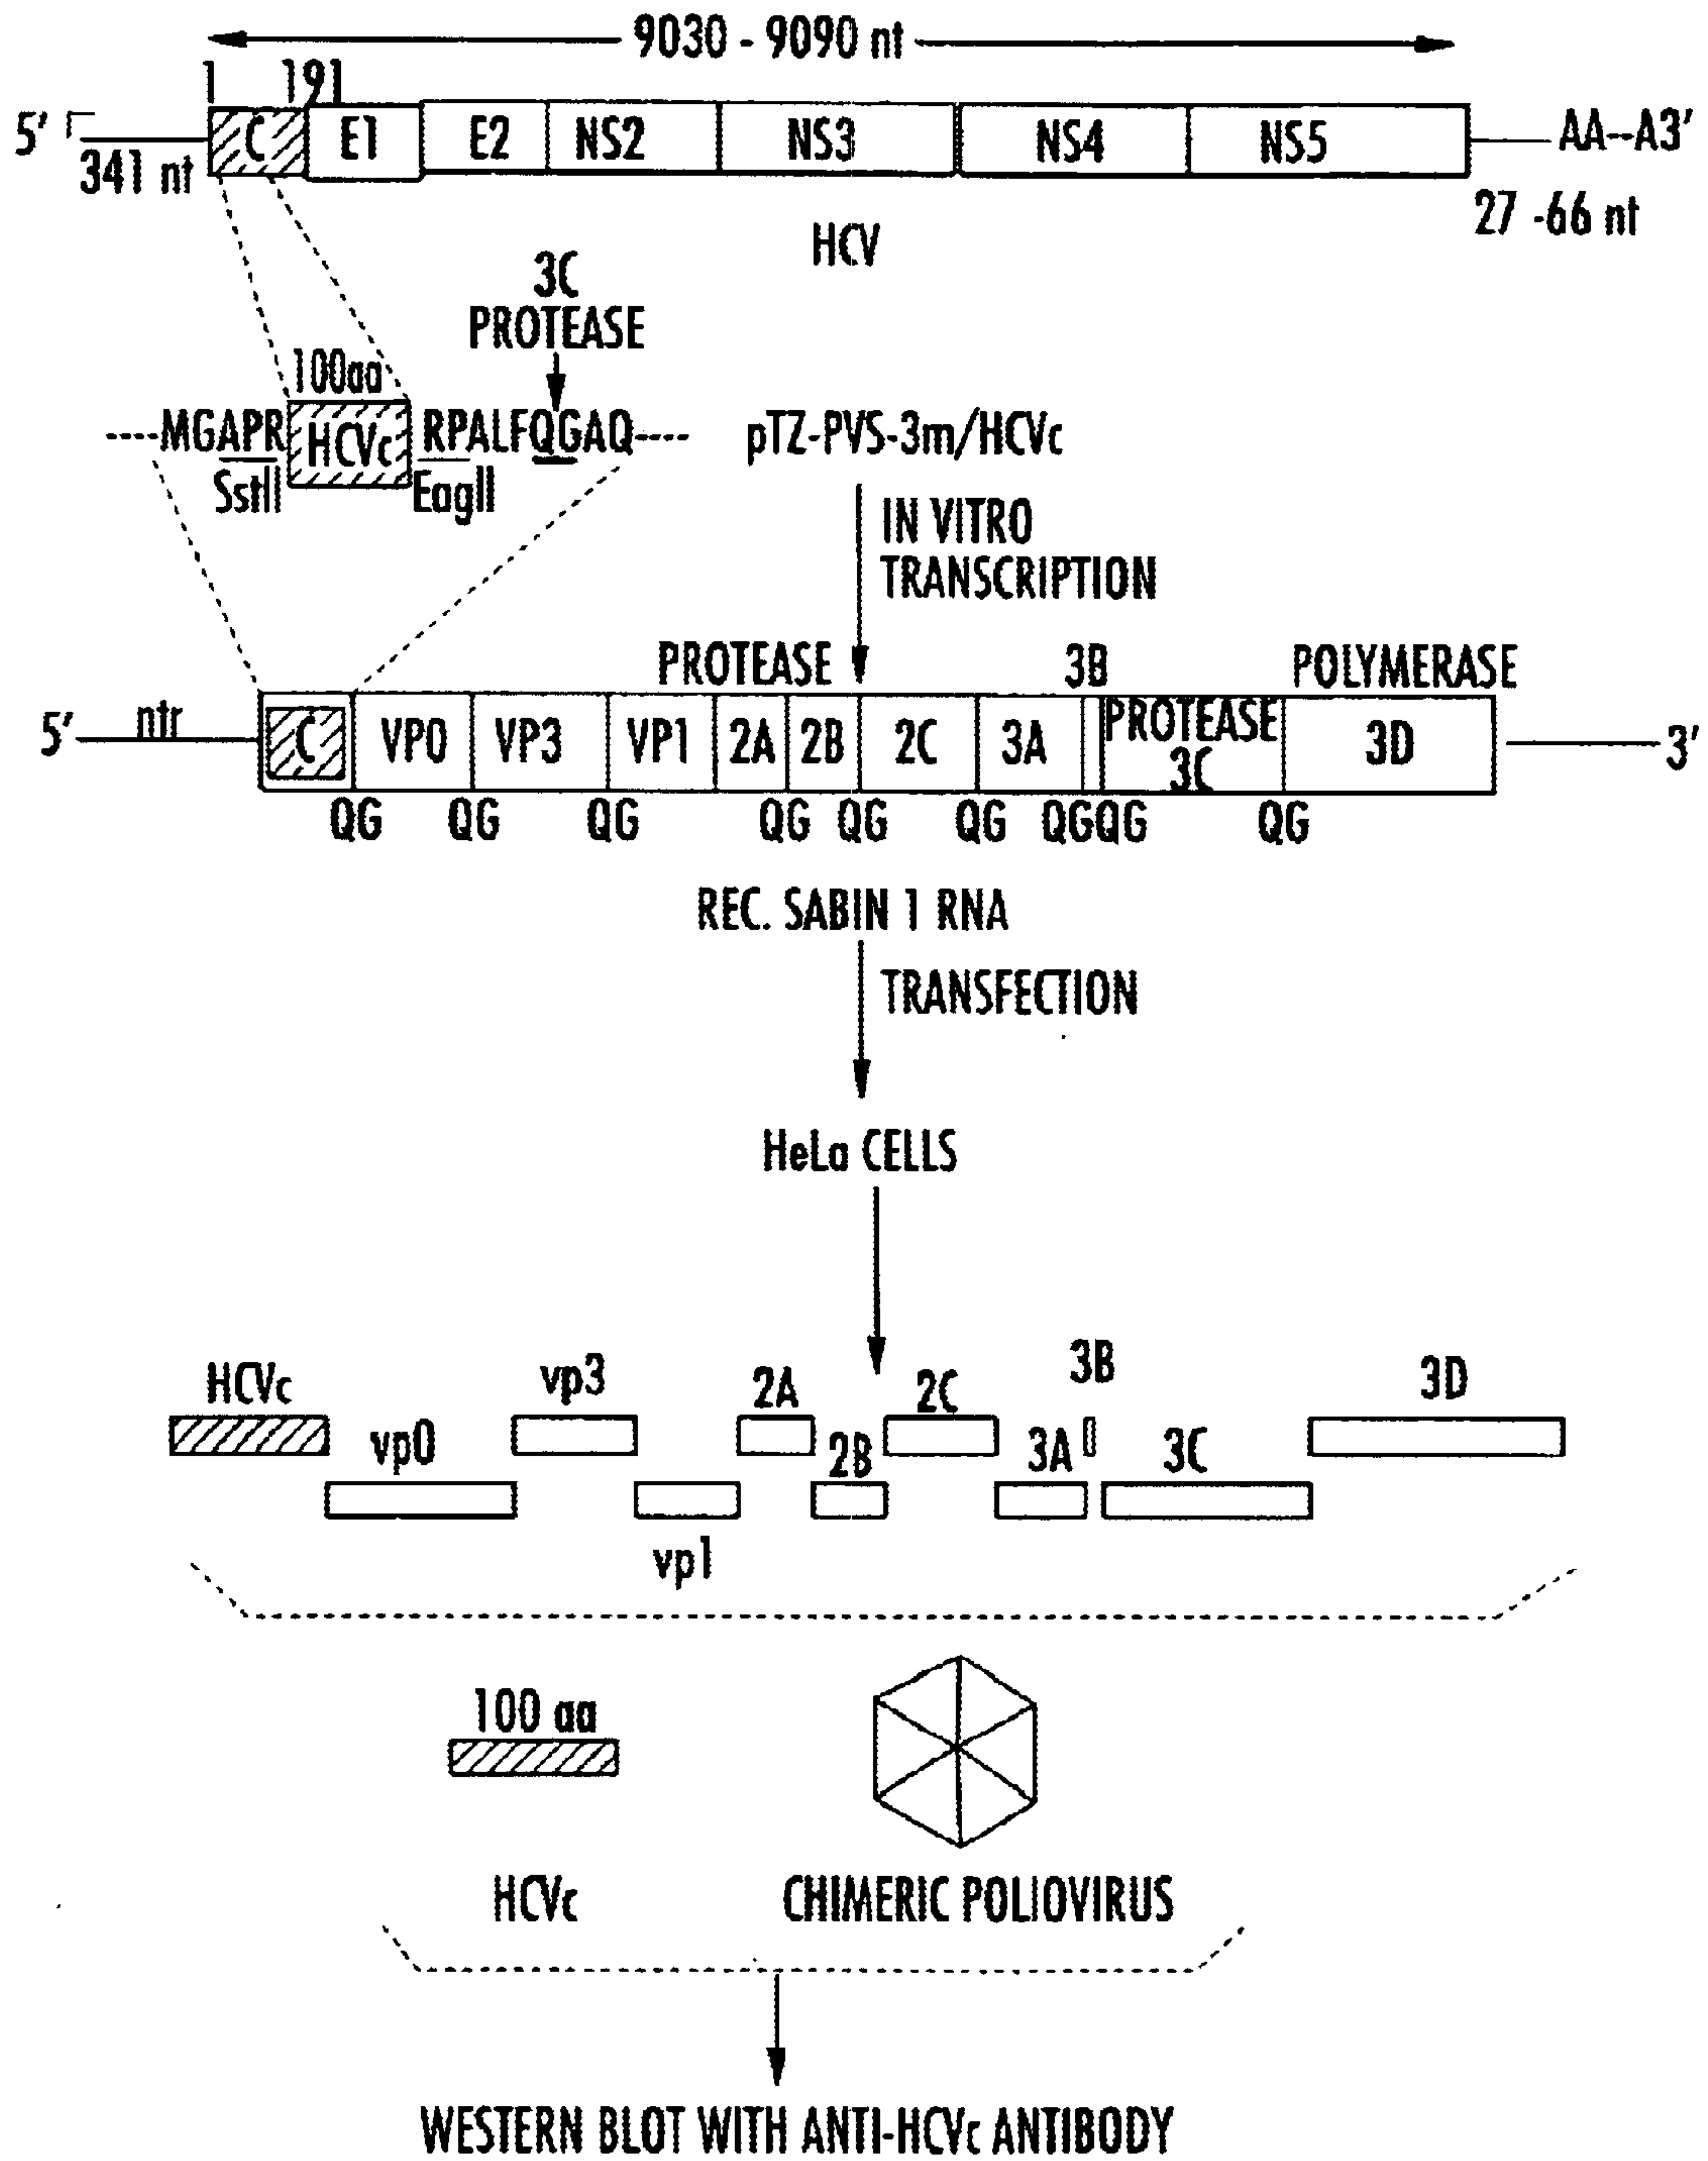 9030 - 9090 nt
1 191
5' C E1 E2 NS2 NS3 NS4 NS5 AA--A3'
341 nt
27 -66 nt
HCV
3C
PROTEASE
100aa
----MGAPR HCVc RPALFQGAQ---- pTZ-PVS-3m/HCVc
SstII EagII
IN VITRO
TRANSCRIPTION
PROTEASE 3B POLYMERASE
5' ntr C VP0 VP3 VP1 2A 2B 2C 3A PROTEASE 3C 3D 3'
QG QG QG QG QG QG QG QG QG
REC. SABIN 1 RNA
TRANSFECTION
HeLa CELLS
HCVc vp3 2A 2C 3B 3D
vp0 2B 3A 3C
vp1
100 aa
HCVc CHIMERIC POLIOVIRUS
WESTERN BLOT WITH ANTI-HCVc ANTIBODY